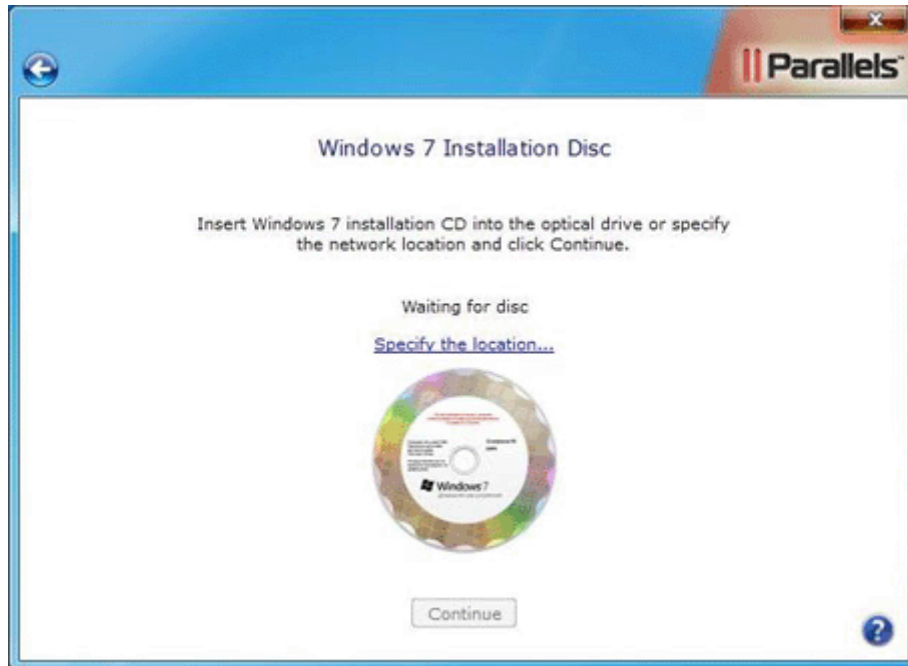 Parallels™
Windows 7 Installation Disc
Insert Windows 7 installation CD into the optical drive or specify
the network location and click Continue.
Waiting for disc
Specify the location...
Windows 7
Continue
?